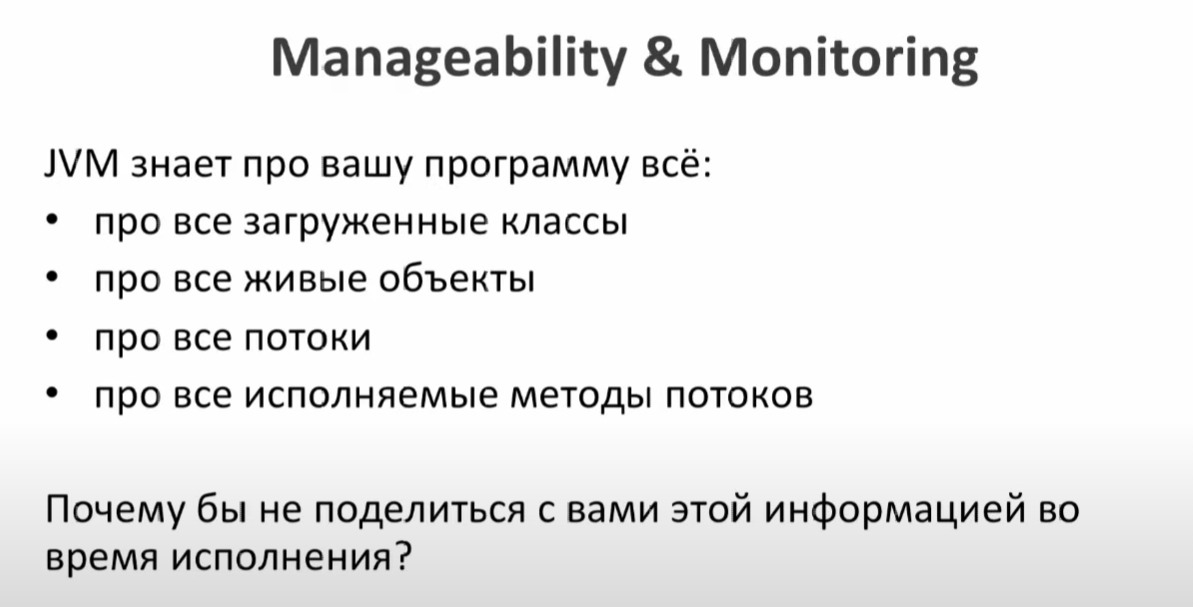 Manageability & Monitoring
JVM знает про вашу программу всё:
• про все загруженные классы
• про все живые объекты
• про все потоки
• про все исполняемые методы потоков
Почему бы не поделиться с вами этой информацией во
время исполнения?